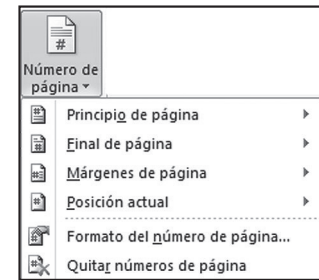 Número de
página
Principio de página
Final de página
Márgenes de página
Posición actual
Formato del número de página...
Quitar números de página